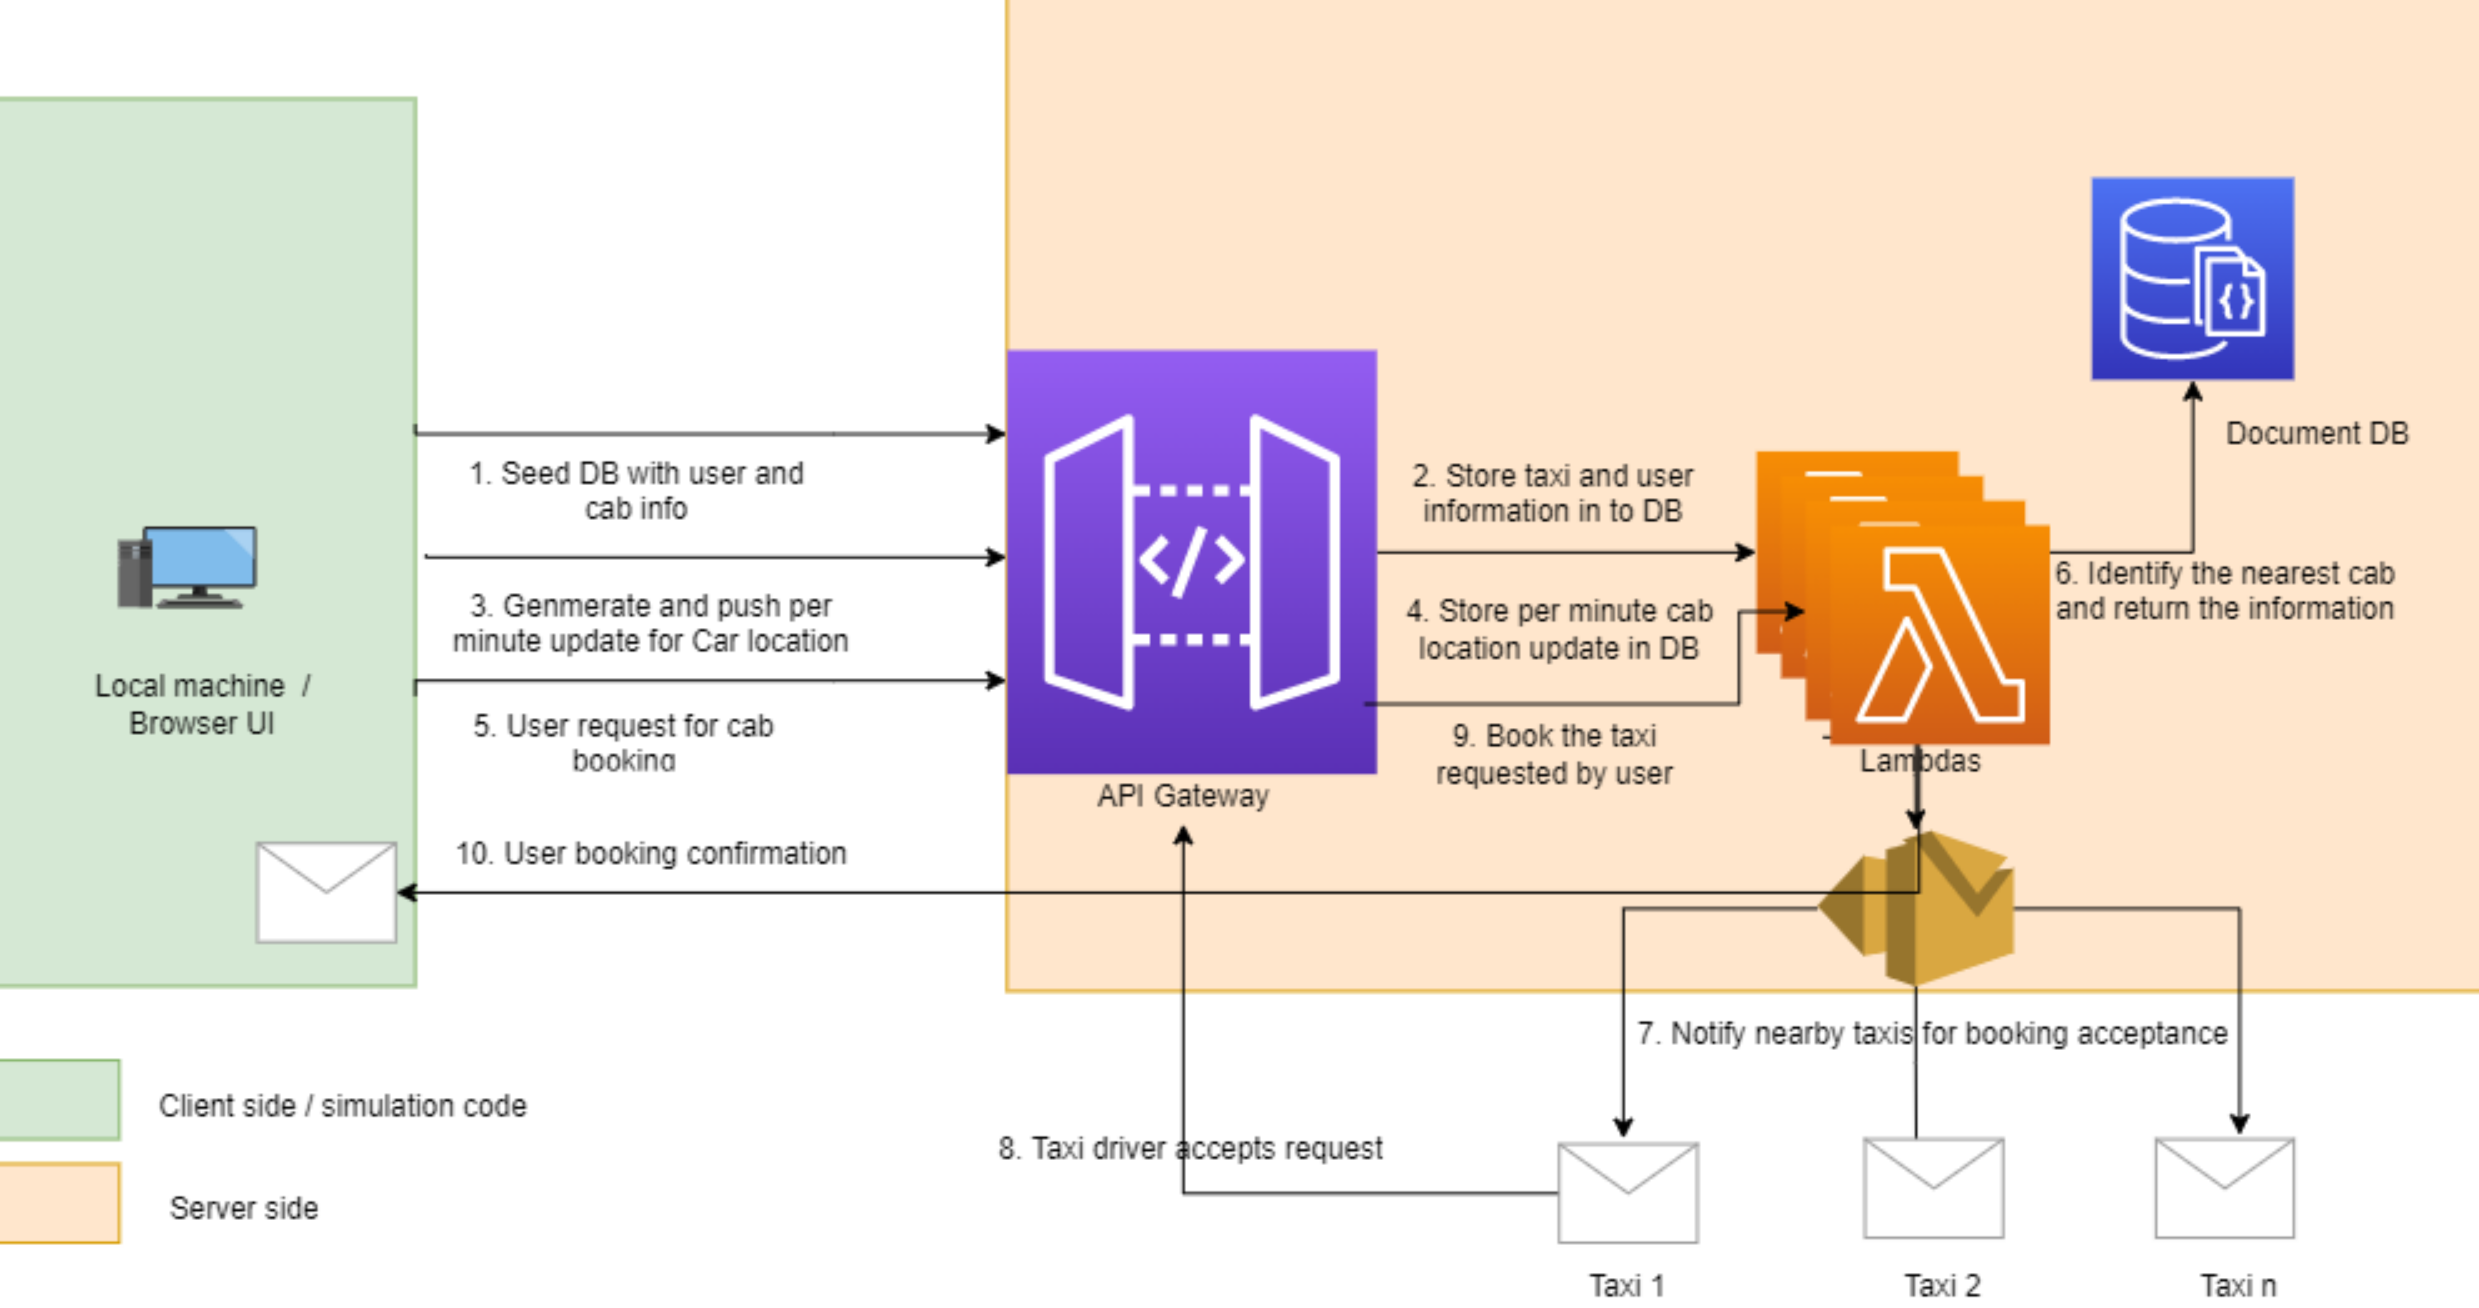 1. Seed DB with user and
cab info
3. Genmerate and push per
minute update for Car location
5. User request for cab
booking
10. User booking confirmation
Local machine /
Browser UI
API Gateway
2. Store taxi and user
information in to DB
4. Store per minute cab
location update in DB
9. Book the taxi
requested by user
Document DB
6. Identify the nearest cab
and return the information
Lambdas
7. Notify nearby taxis for booking acceptance
8. Taxi driver accepts request
Taxi 1
Taxi 2
Taxi n
Client side / simulation code
Server side